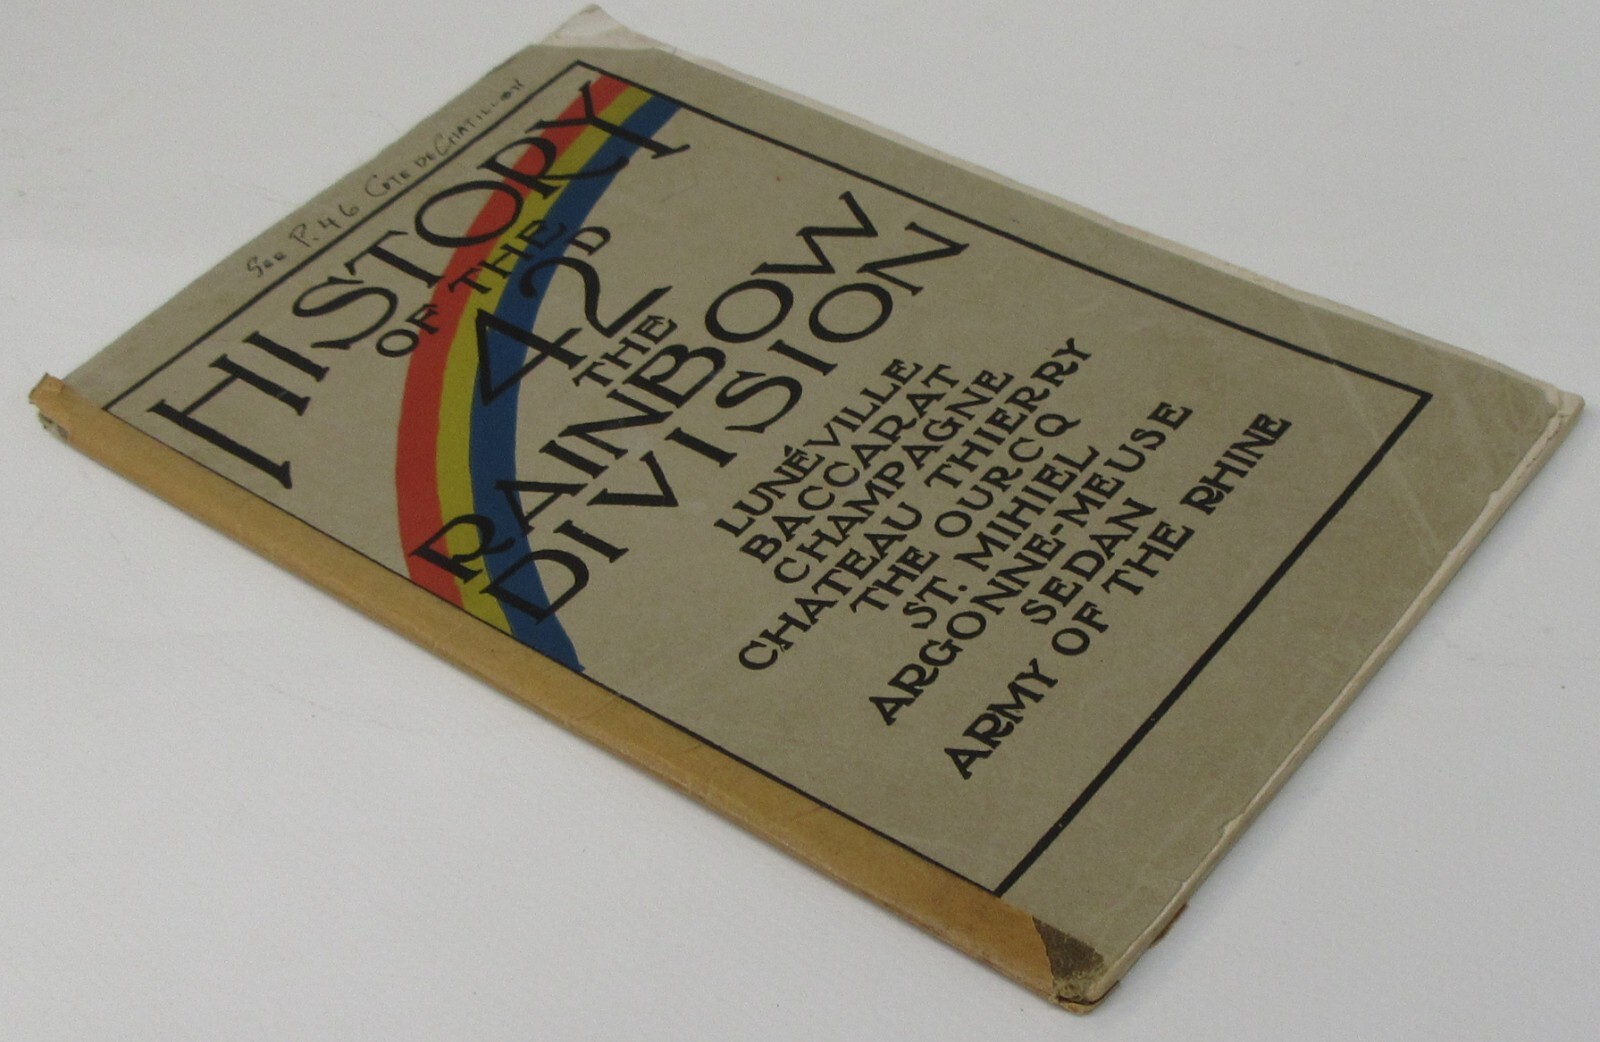 SEE P. 46 COTE DE CHATILLON
HISTORY
OF THE
42D
THE
RAINBOW
DIVISION
LUNÉVILLE
BACCARAT
CHAMPAGNE
CHATEAU THIERRY
THE OURCQ
ST. MIHIEL
ARGONNE-MEUSE
SEDAN
ARMY OF THE RHINE